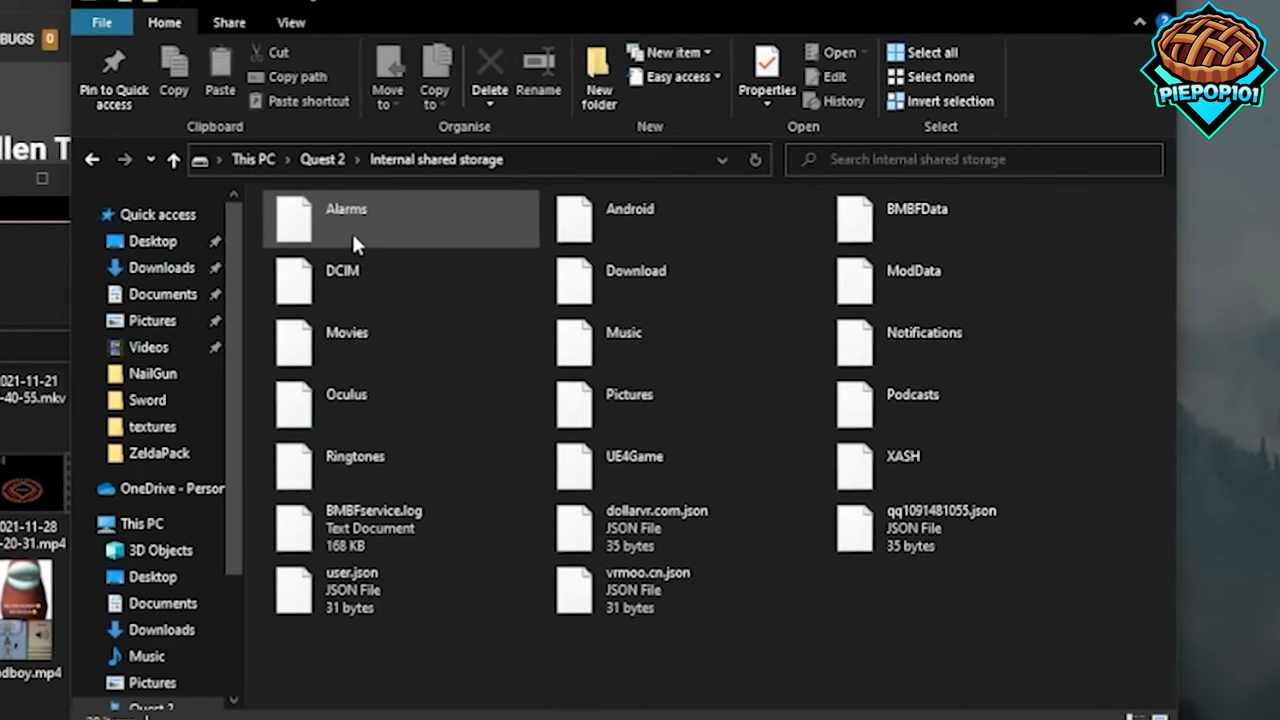 BUGS 0
llen T
2021-11-21
-40-55.mkv
2021-11-28
-20-31.mp4
dboy.mp4
File Home Share View
Pin to Quick
access
Copy
Paste
Cut
Copy path
Paste shortcut
Clipboard
Move
to
Copy
to
Delete
Rename
Organise
New
folder
New item
Easy access
New
Properties
Open
Edit
History
Open
Select all
Select none
Invert selection
Select
PIEPOP101
This PC > Quest 2 > Internal shared storage
Search Internal shared storage
Quick access
Desktop
Downloads
Documents
Pictures
Videos
NailGun
Sword
textures
ZeldaPack
OneDrive - Person
This PC
3D Objects
Desktop
Documents
Downloads
Music
Pictures
Quest 2
Alarms
Android
BMBFData
DCIM
Download
ModData
Movies
Music
Notifications
Oculus
Pictures
Podcasts
Ringtones
UE4Game
XASH
BMBFservice.log
Text Document
168 KB
dollarvr.com.json
JSON File
35 bytes
qq1091481055.json
JSON File
35 bytes
user.json
JSON File
31 bytes
vrmoo.cn.json
JSON File
31 bytes